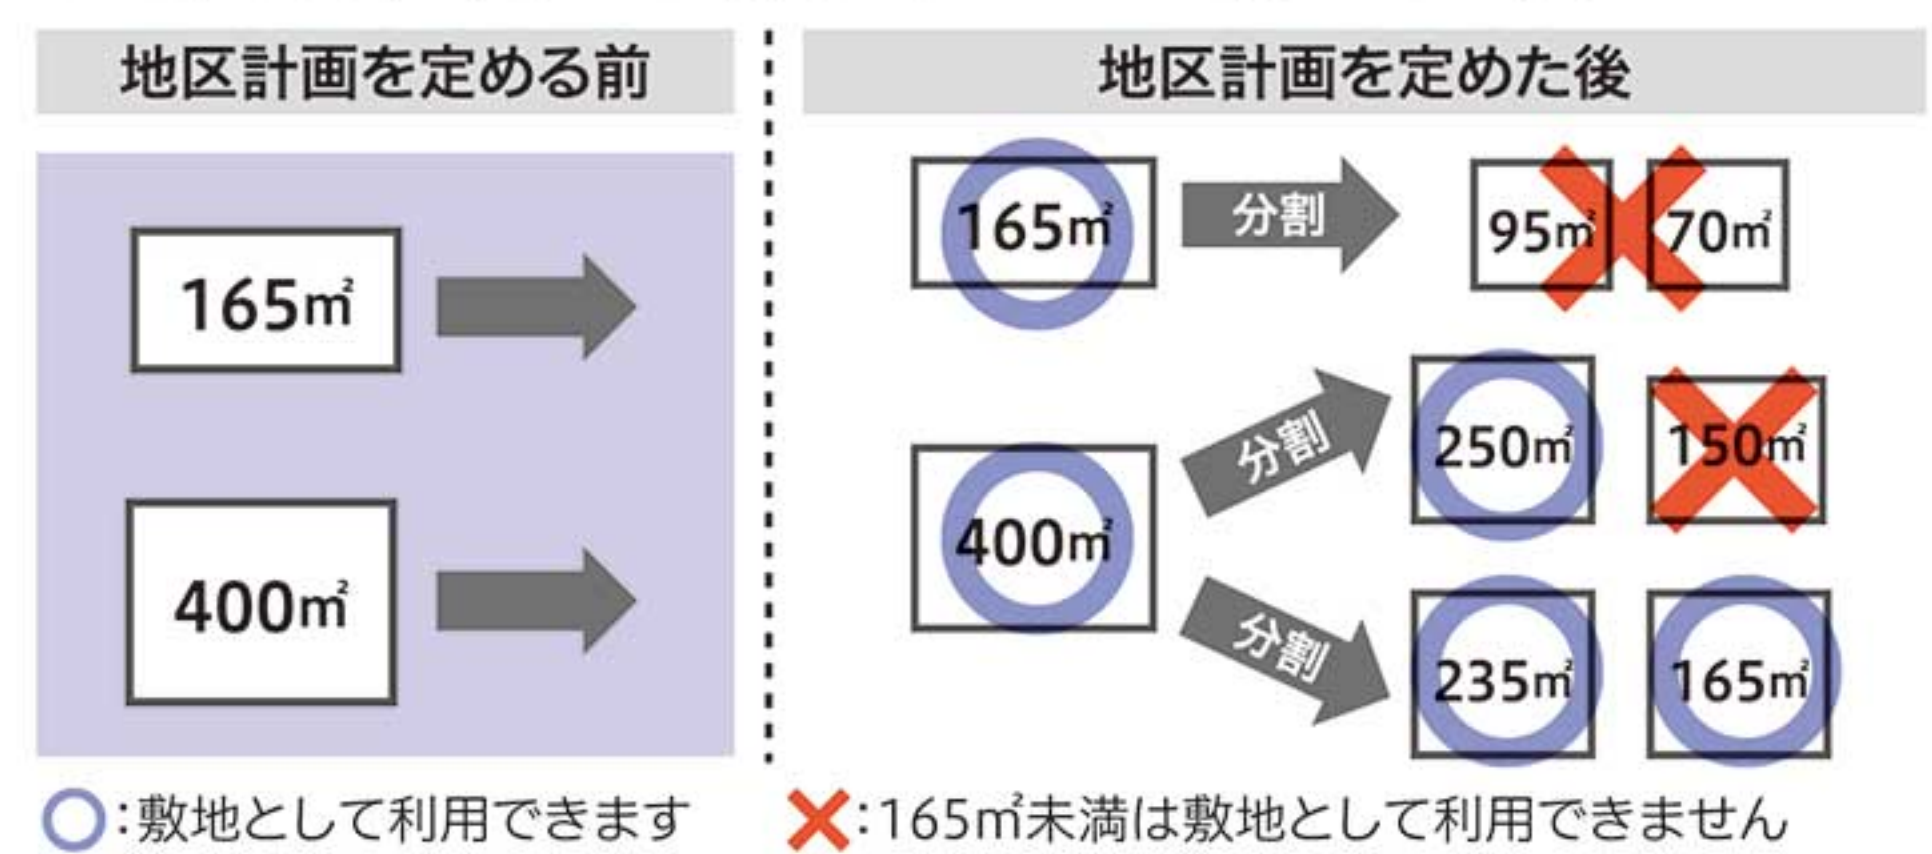 地区計画を定める前
165㎡
400㎡
地区計画を定めた後
165㎡
分割
95㎡
70㎡
400㎡
分割
250㎡
150㎡
分割
235㎡
165㎡
:敷地として利用できます
:165㎡未満は敷地として利用できません